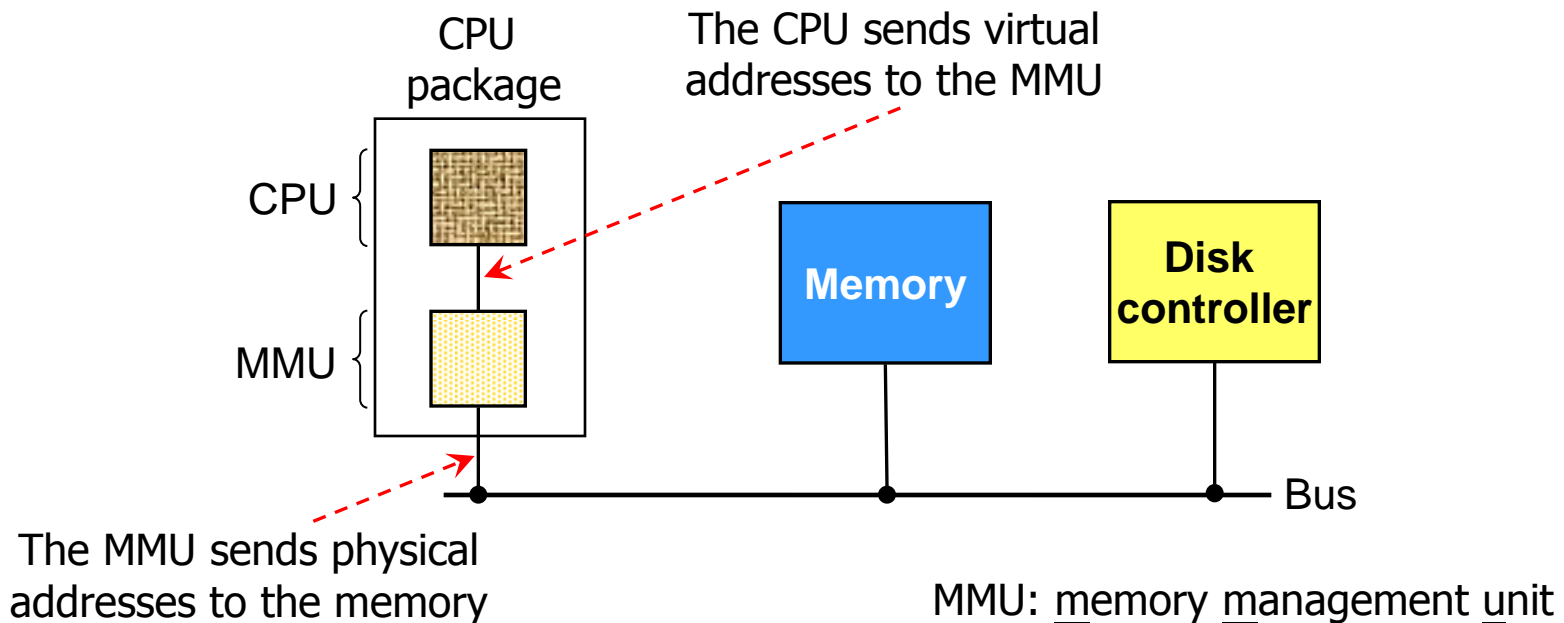 CPU
package
The CPU sends virtual
addresses to the MMU
CPU
MMU
Memory
Disk
controller
Bus
The MMU sends physical
addresses to the memory
MMU: memory management unit